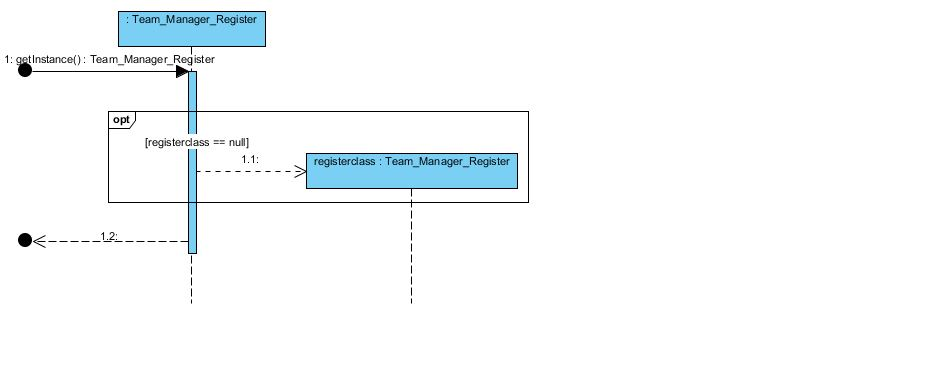 : Team_Manager_Register
1: getInstance() : Team_Manager_Register
opt
[registerclass == null]
1.1:
registerclass : Team_Manager_Register
1.2: